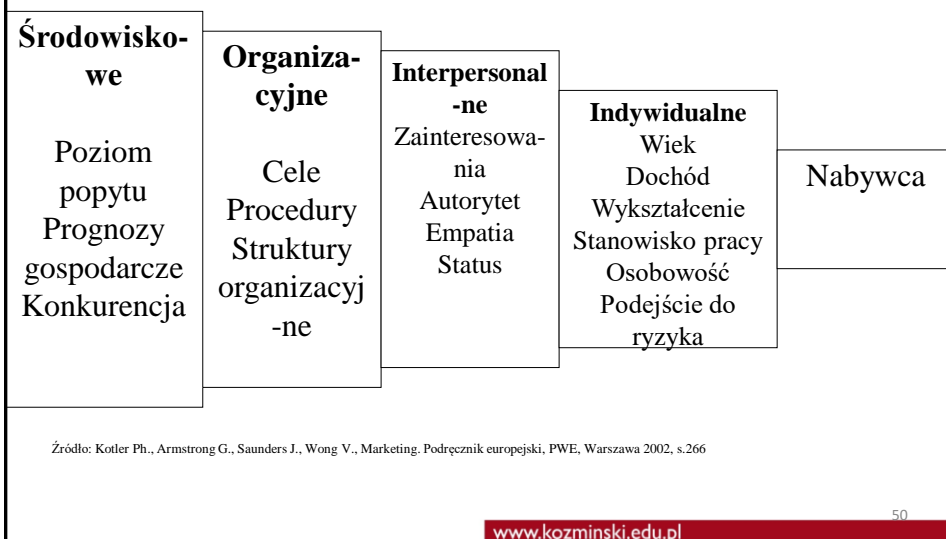 Środowisko-
we
Poziom
popytu
Prognozy
gospodarcze
Konkurencja
Organiza-
cyjne
Cele
Procedury
Struktury
organizacyj
-ne
Interpersonal
-ne
Zainteresowa-
nia
Autorytet
Empatia
Status
Indywidualne
Wiek
Dochód
Wykształcenie
Stanowisko pracy
Osobowość
Podejście do
ryzyka
Nabywca
Źródło: Kotler Ph., Armstrong G., Saunders J., Wong V., Marketing. Podręcznik europejski, PWE, Warszawa 2002, s.266
50
www.kozminski.edu.pl